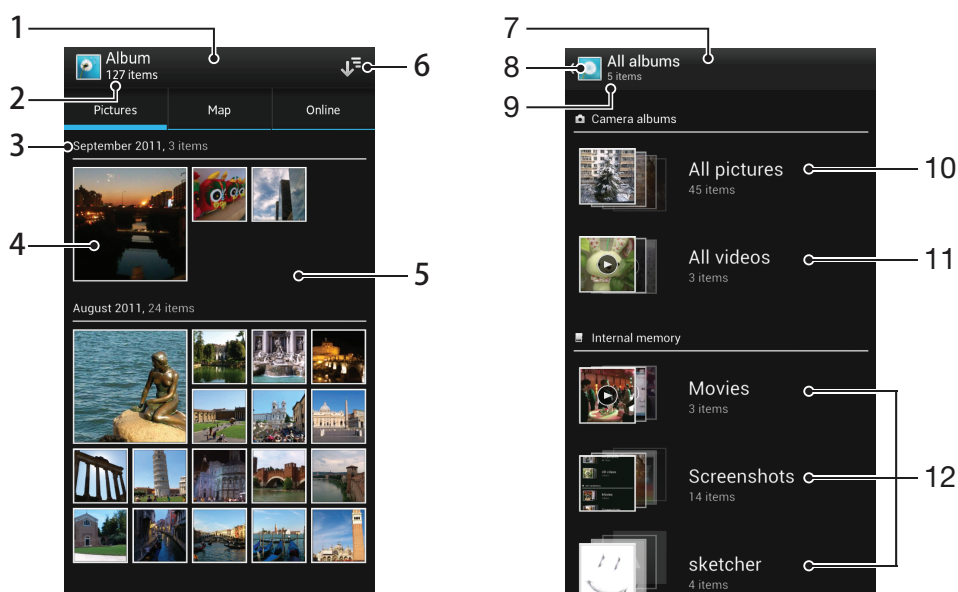 1
Album
127 items
6
2
Pictures Map Online
3
September 2011, 3 items
4
5
August 2011, 24 items
7
8
All albums
5 items
9
Camera albums
All pictures
45 items
10
All videos
3 items
11
Internal memory
Movies
3 items
Screenshots
14 items
12
sketcher
4 items